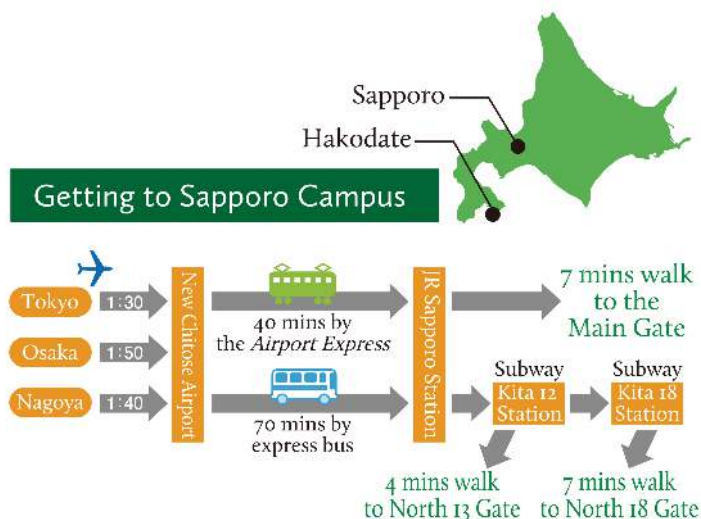 Sapporo
Hakodate
Getting to Sapporo Campus
Tokyo
1:30
Osaka
1:50
Nagoya
1:40
New Chitose Airport
40 mins by
the Airport Express
70 mins by
express bus
JR Sapporo Station
7 mins walk
to the
Main Gate
Subway
Kita 12
Station
Subway
Kita 18
Station
4 mins walk
to North 13 Gate
7 mins walk
to North 18 Gate